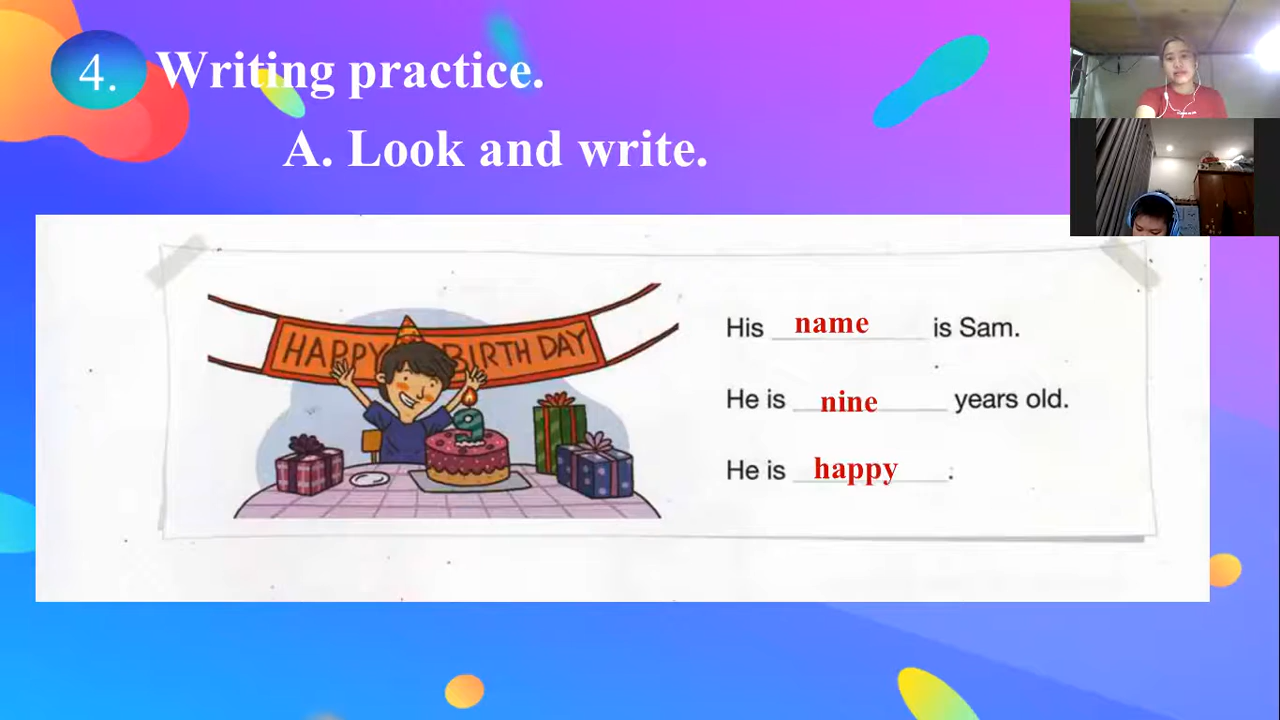 4. Writing practice.
A. Look and write.
HAPPY BIRTH DAY
9
His name is Sam.
He is nine years old.
He is happy.